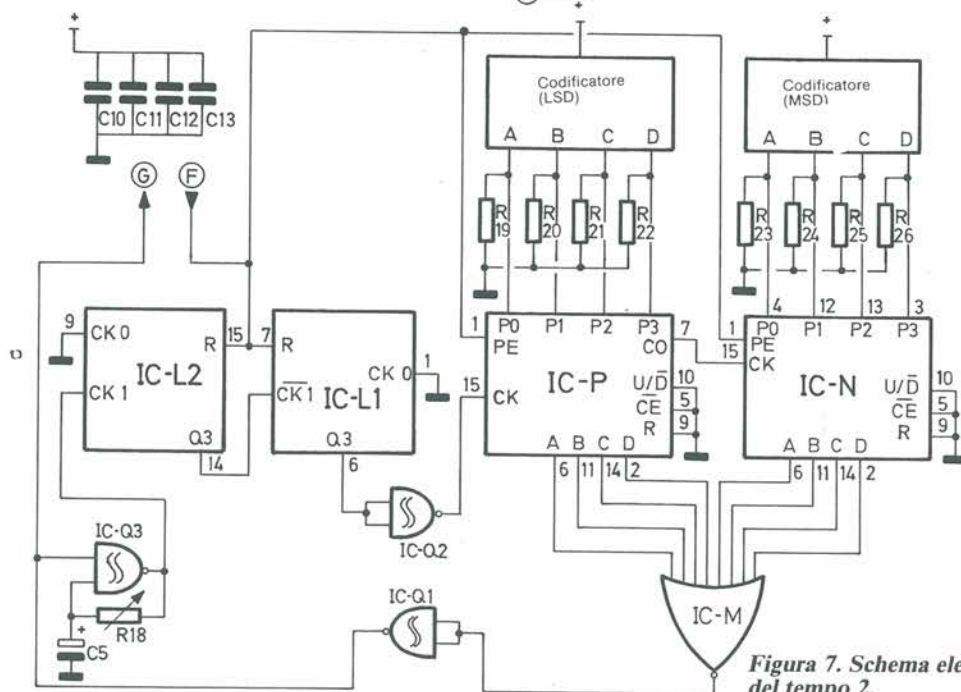 +
+
+
C10 C11 C12 C13
G F
Codificatore
(LSD)
A B C D
Codificatore
(MSD)
A B C D
R 19 R 20 R 21 R 22
R 23 R 24 R 25 R 26
4 12 13 3
9 CK 0
IC-L2
R 15
CK 1
Q3
14
7 R
IC-L1
CK 1
CK 0 1
Q3
6
P0 P1 P2 P3
1 PE
CO 7
IC-P
15 CK
U/D 10
CE 5
R 9
A B C D
6 11 14 2
P0 P1 P2 P3
1 PE
15 CK
IC-N
U/D 10
CE 5
R 9
A B C D
6 11 14 2
IC-Q3
IC-Q2
R18
+
C5
IC-Q1
IC-M
Figura 7. Schema ele
del tempo 2